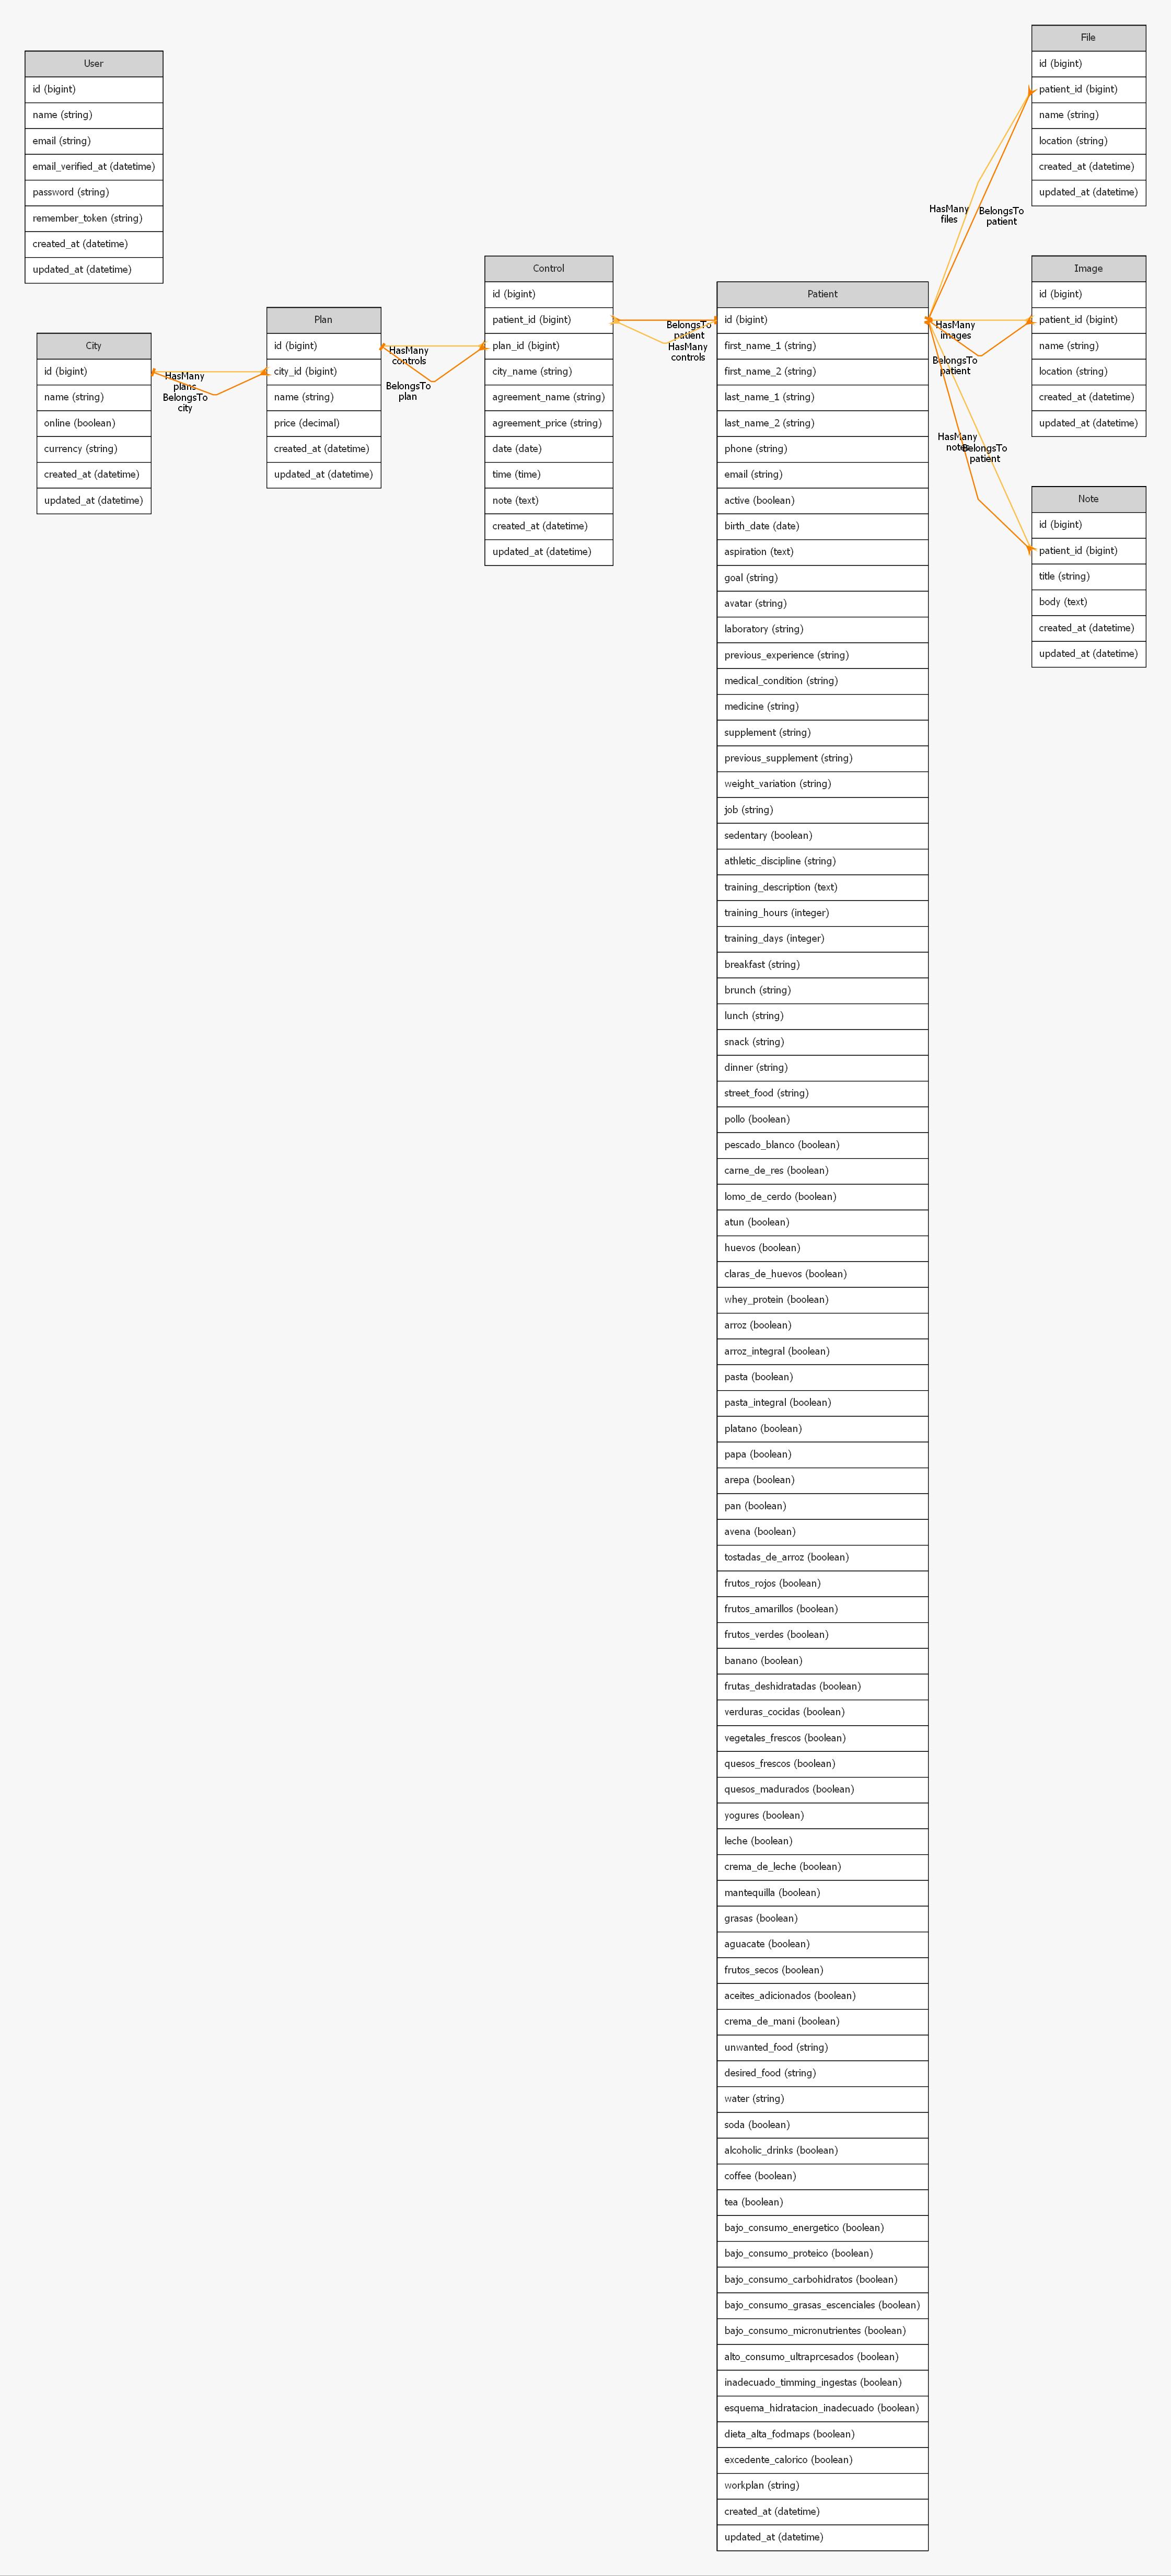 User
id (bigint)
name (string)
email (string)
email_verified_at (datetime)
password (string)
remember_token (string)
created_at (datetime)
updated_at (datetime)
City
id (bigint)
name (string)
online (boolean)
currency (string)
created_at (datetime)
updated_at (datetime)
HasMany
plans
BelongsTo
city
Plan
id (bigint)
city_id (bigint)
name (string)
price (decimal)
created_at (datetime)
updated_at (datetime)
HasMany
controls
BelongsTo
plan
Control
id (bigint)
patient_id (bigint)
plan_id (bigint)
city_name (string)
agreement_name (string)
agreement_price (string)
date (date)
time (time)
note (text)
created_at (datetime)
updated_at (datetime)
BelongsTo
patient
HasMany
controls
Patient
id (bigint)
first_name_1 (string)
first_name_2 (string)
last_name_1 (string)
last_name_2 (string)
phone (string)
email (string)
active (boolean)
birth_date (date)
aspiration (text)
goal (string)
avatar (string)
laboratory (string)
previous_experience (string)
medical_condition (string)
medicine (string)
supplement (string)
previous_supplement (string)
weight_variation (string)
job (string)
sedentary (boolean)
athletic_discipline (string)
training_description (text)
training_hours (integer)
training_days (integer)
breakfast (string)
brunch (string)
lunch (string)
snack (string)
dinner (string)
street_food (string)
pollo (boolean)
pescado_blanco (boolean)
carne_de_res (boolean)
lomo_de_cerdo (boolean)
atun (boolean)
huevos (boolean)
claras_de_huevos (boolean)
whey_protein (boolean)
arroz (boolean)
arroz_integral (boolean)
pasta (boolean)
pasta_integral (boolean)
platano (boolean)
papa (boolean)
arepa (boolean)
pan (boolean)
avena (boolean)
tostadas_de_arroz (boolean)
frutos_rojos (boolean)
frutos_amarillos (boolean)
frutos_verdes (boolean)
banano (boolean)
frutas_deshidratadas (boolean)
verduras_cocidas (boolean)
vegetales_frescos (boolean)
quesos_frescos (boolean)
quesos_madurados (boolean)
yogures (boolean)
leche (boolean)
crema_de_leche (boolean)
mantequilla (boolean)
grasas (boolean)
aguacate (boolean)
frutos_secos (boolean)
aceites_adicionados (boolean)
crema_de_mani (boolean)
unwanted_food (string)
desired_food (string)
water (string)
soda (boolean)
alcoholic_drinks (boolean)
coffee (boolean)
tea (boolean)
bajo_consumo_energetico (boolean)
bajo_consumo_proteico (boolean)
bajo_consumo_carbohidratos (boolean)
bajo_consumo_grasas_escenciales (boolean)
bajo_consumo_micronutrientes (boolean)
alto_consumo_ultraprcesados (boolean)
inadecuado_timming_ingestas (boolean)
esquema_hidratacion_inadecuado (boolean)
dieta_alta_fodmaps (boolean)
excedente_calorico (boolean)
workplan (string)
created_at (datetime)
updated_at (datetime)
HasMany
files
BelongsTo
patient
HasMany
images
BelongsTo
patient
HasMany
notes
BelongsTo
patient
File
id (bigint)
patient_id (bigint)
name (string)
location (string)
created_at (datetime)
updated_at (datetime)
Image
id (bigint)
patient_id (bigint)
name (string)
location (string)
created_at (datetime)
updated_at (datetime)
Note
id (bigint)
patient_id (bigint)
title (string)
body (text)
created_at (datetime)
updated_at (datetime)